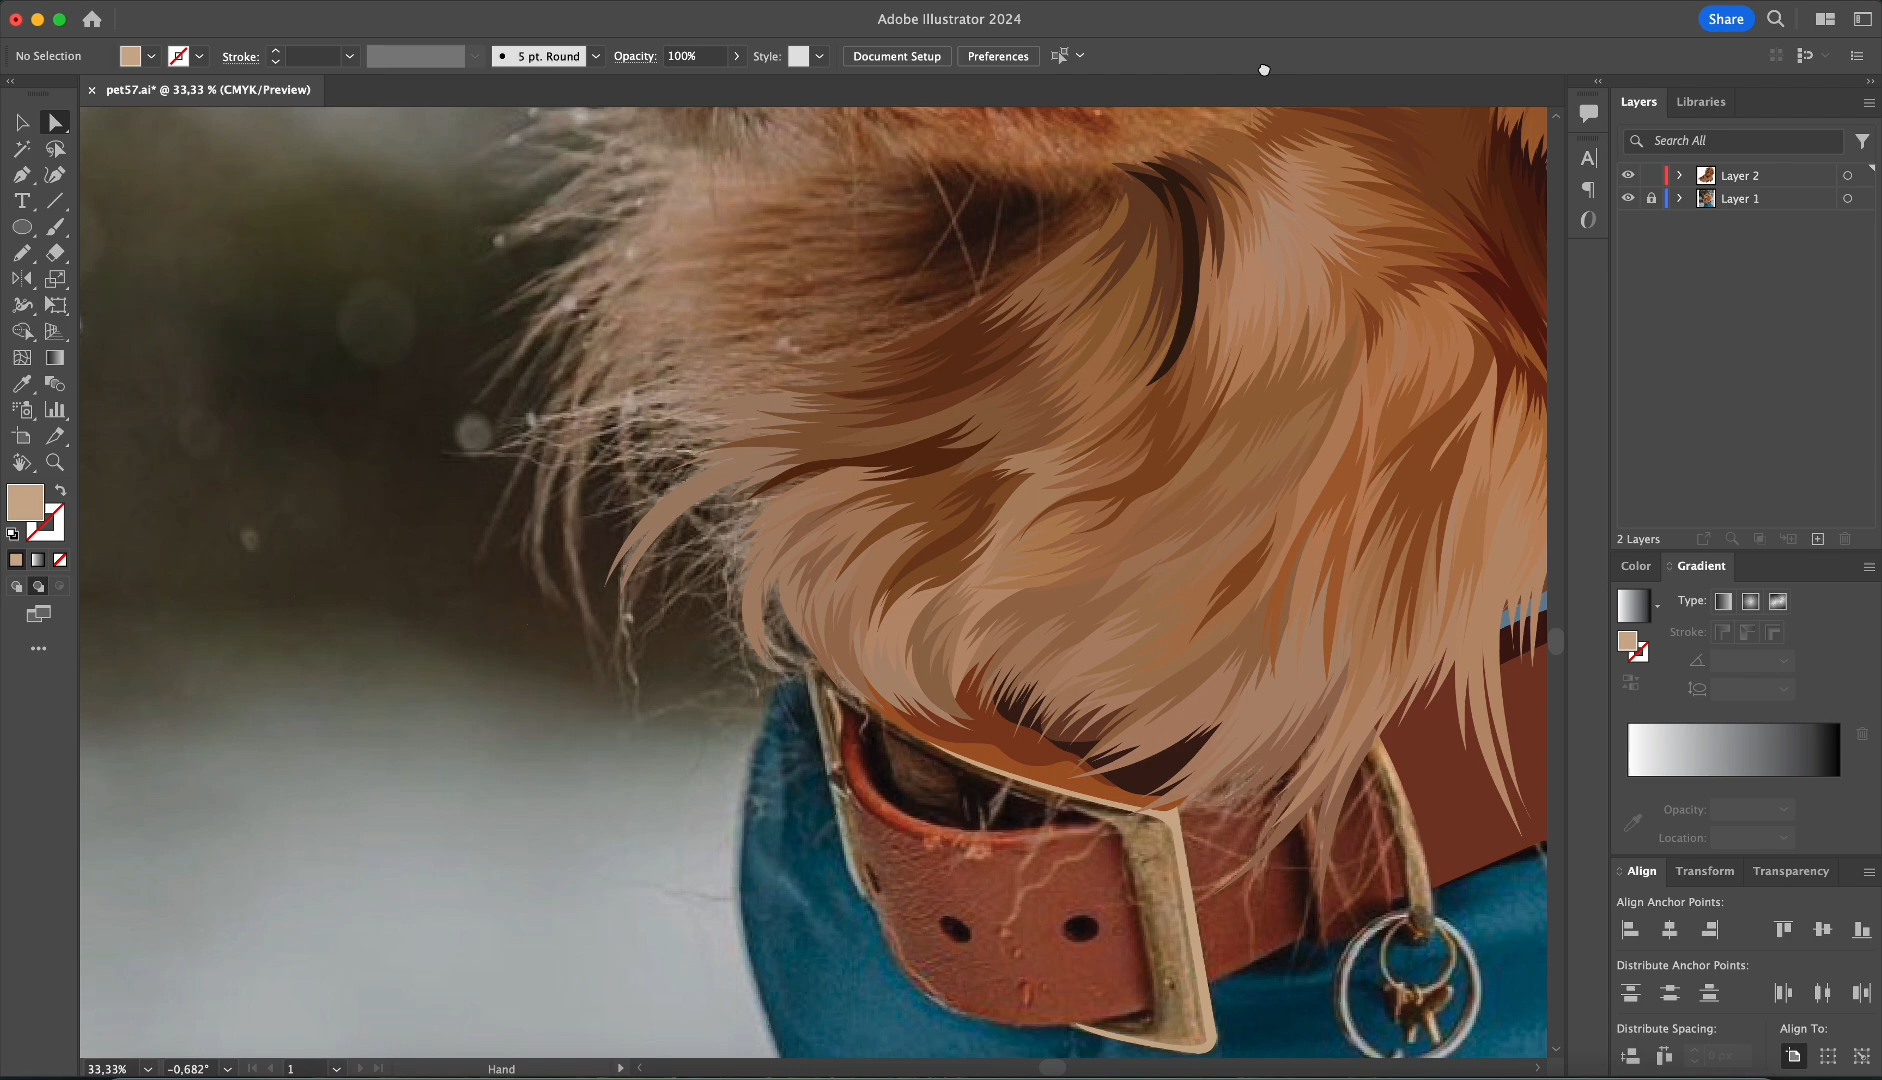 Adobe Illustrator 2024
Share
No Selection
Stroke:
5 pt. Round
Opacity:
100%
Style:
Document Setup
Preferences
pet57.ai* @ 33,33 % (CMYK/Preview)
Layers
Libraries
Search All
Layer 2
Layer 1
2 Layers
Color
Gradient
Type:
Stroke:
Opacity:
Location:
Align
Transform
Transparency
Align Anchor Points:
Distribute Anchor Points:
Distribute Spacing:
Align To:
0 px
33,33%
-0,682°
1
Hand